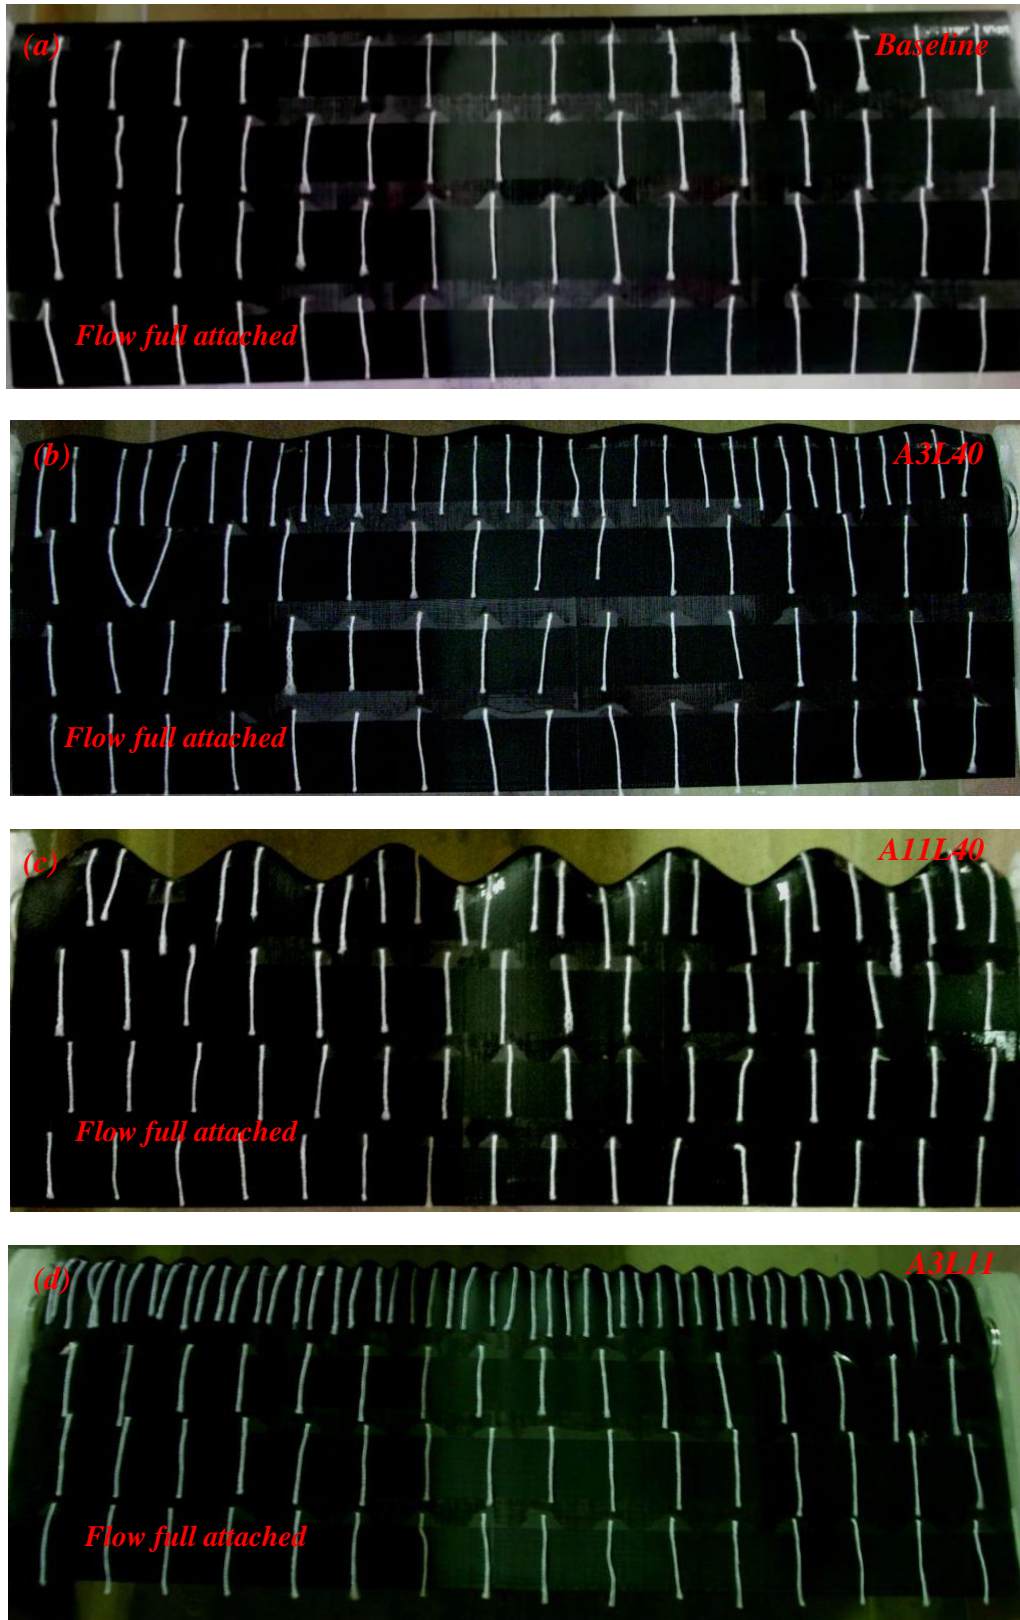 (a)
Baseline
Flow full attached
(b)
A3L40
Flow full attached
(c)
A11L40
Flow full attached
(d)
A3L11
Flow full attached